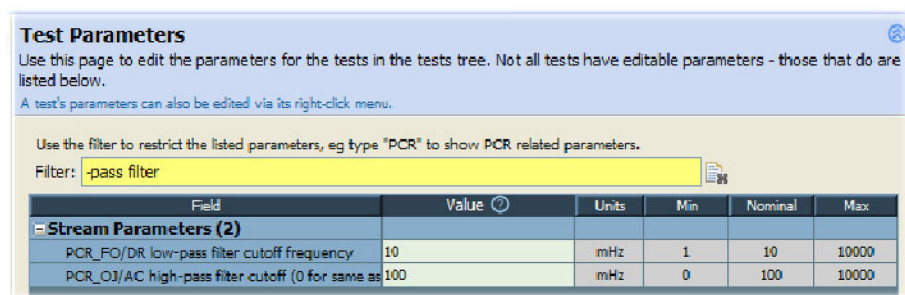 Test Parameters
Use this page to edit the parameters for the tests in the tests tree. Not all tests have editable parameters - those that do are
listed below.
A test's parameters can also be edited via its right-click menu.
Use the filter to restrict the listed parameters, eg type "PCR" to show PCR related parameters.
Filter: -pass filter
Field Value ? Units Min Nominal Max
Stream Parameters (2)
PCR_FO/DR low-pass filter cutoff frequency 10 mHz 1 10 10000
PCR_OJ/AC high-pass filter cutoff (0 for same as 100 mHz 0 100 10000